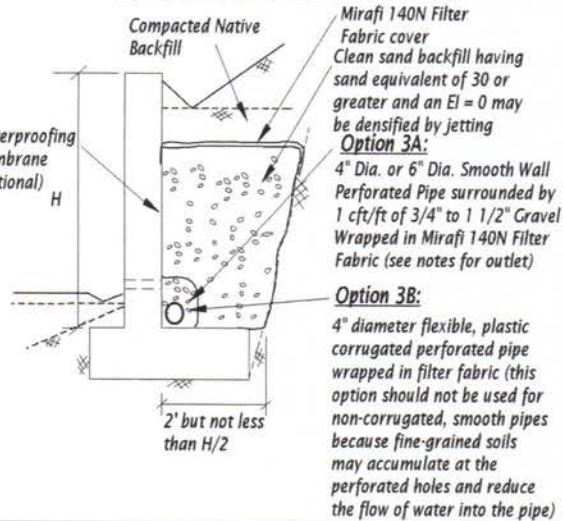 Compacted Native
Backfill
Mirafi 140N Filter
Fabric cover
Clean sand backfill having
sand equivalent of 30 or
greater and an EI = 0 may
be densified by jetting
Option 3A:
4" Dia. or 6" Dia. Smooth Wall
Perforated Pipe surrounded by
1 cft/ft of 3/4" to 1 1/2" Gravel
Wrapped in Mirafi 140N Filter
Fabric (see notes for outlet)
Option 3B:
4" diameter flexible, plastic
corrugated perforated pipe
wrapped in filter fabric (this
option should not be used for
non-corrugated, smooth pipes
because fine-grained soils
may accumulate at the
perforated holes and reduce
the flow of water into the pipe)
erproofing
mbrane
tional)
H
2' but not less
than H/2